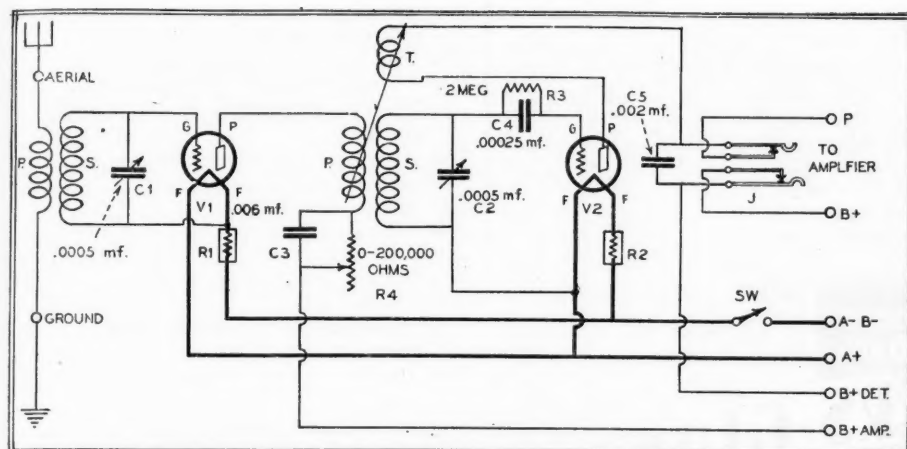 AERIAL
P.
S.
.0005 mf.
C1
G
P
F
F
V1
.006 mf.
R1
C3
0-200,000
OHMS
R4
T.
P.
S.
2 MEG
R3
C4
.00025 mf.
G
P
F
F
.0005 mf.
C2
V2
R2
C5
.002 mf.
P
TO
AMPLFIER
J
B+
SW
A- B-
A+
B+ DET.
B+ AMP.
GROUND